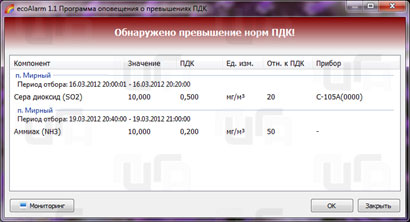 ecoAlarm 1.1 Программа оповещения о превышениях ПДК
Обнаружено превышение норм ПДК!
Компонент Значение ПДК Ед. изм. Отн. к ПДК Прибор
п. Мирный
Период отбора: 16.03.2012 20:00:01 - 16.03.2012 20:20:00
Сера диоксид (SO2) 10,000 0,500 мг/м³ 20 С-105А(0000)
п. Мирный
Период отбора: 19.03.2012 20:40:00 - 19.03.2012 21:00:00
Аммиак (NH3) 10,000 0,200 мг/м³ 50 -
Мониторинг OK Закрыть